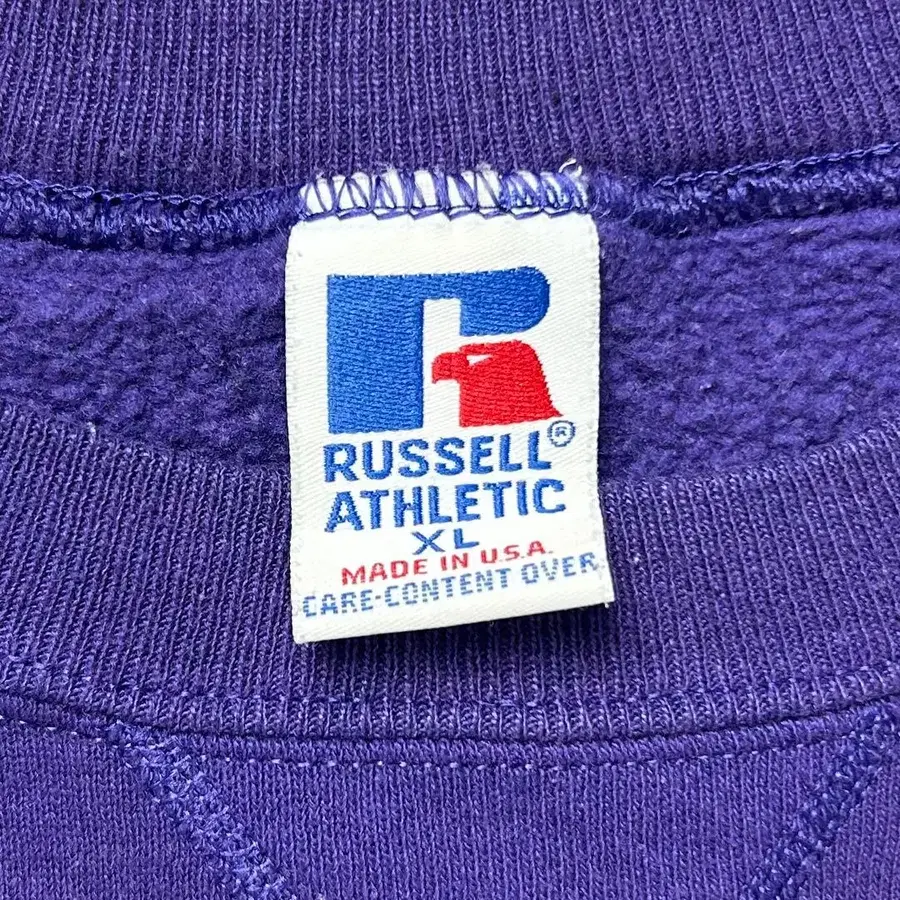 R
RUSSELL®
ATHLETIC
XL
MADE IN U.S.A.
CARE-CONTENT OVER